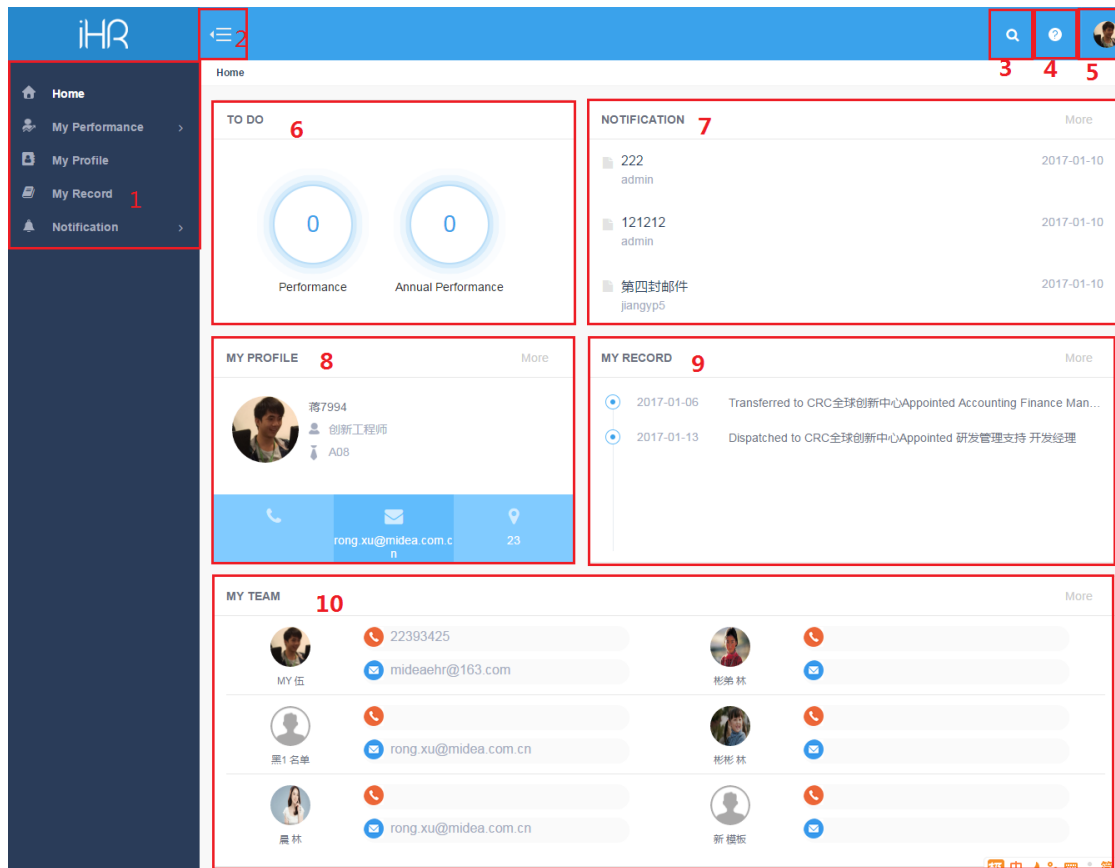 iHR
2
3
4
5
Home
Home
My Performance
My Profile
My Record
1
Notification
TO DO
6
0
0
Performance
Annual Performance
NOTIFICATION
7
More
222
2017-01-10
admin
121212
2017-01-10
admin
第四封邮件
2017-01-10
jiangyp5
MY PROFILE
8
More
蒋7994
创新工程师
A08
rong.xu@midea.com.c
n
23
MY RECORD
9
More
2017-01-06 Transferred to CRC全球创新中心Appointed Accounting Finance Man...
2017-01-13 Dispatched to CRC全球创新中心Appointed 研发管理支持 开发经理
MY TEAM
10
More
22393425
mideaehr@163.com
MY 伍
彬弟 林
rong.xu@midea.com.cn
黑1 名单
彬彬 林
rong.xu@midea.com.cn
晨 林
新 模板